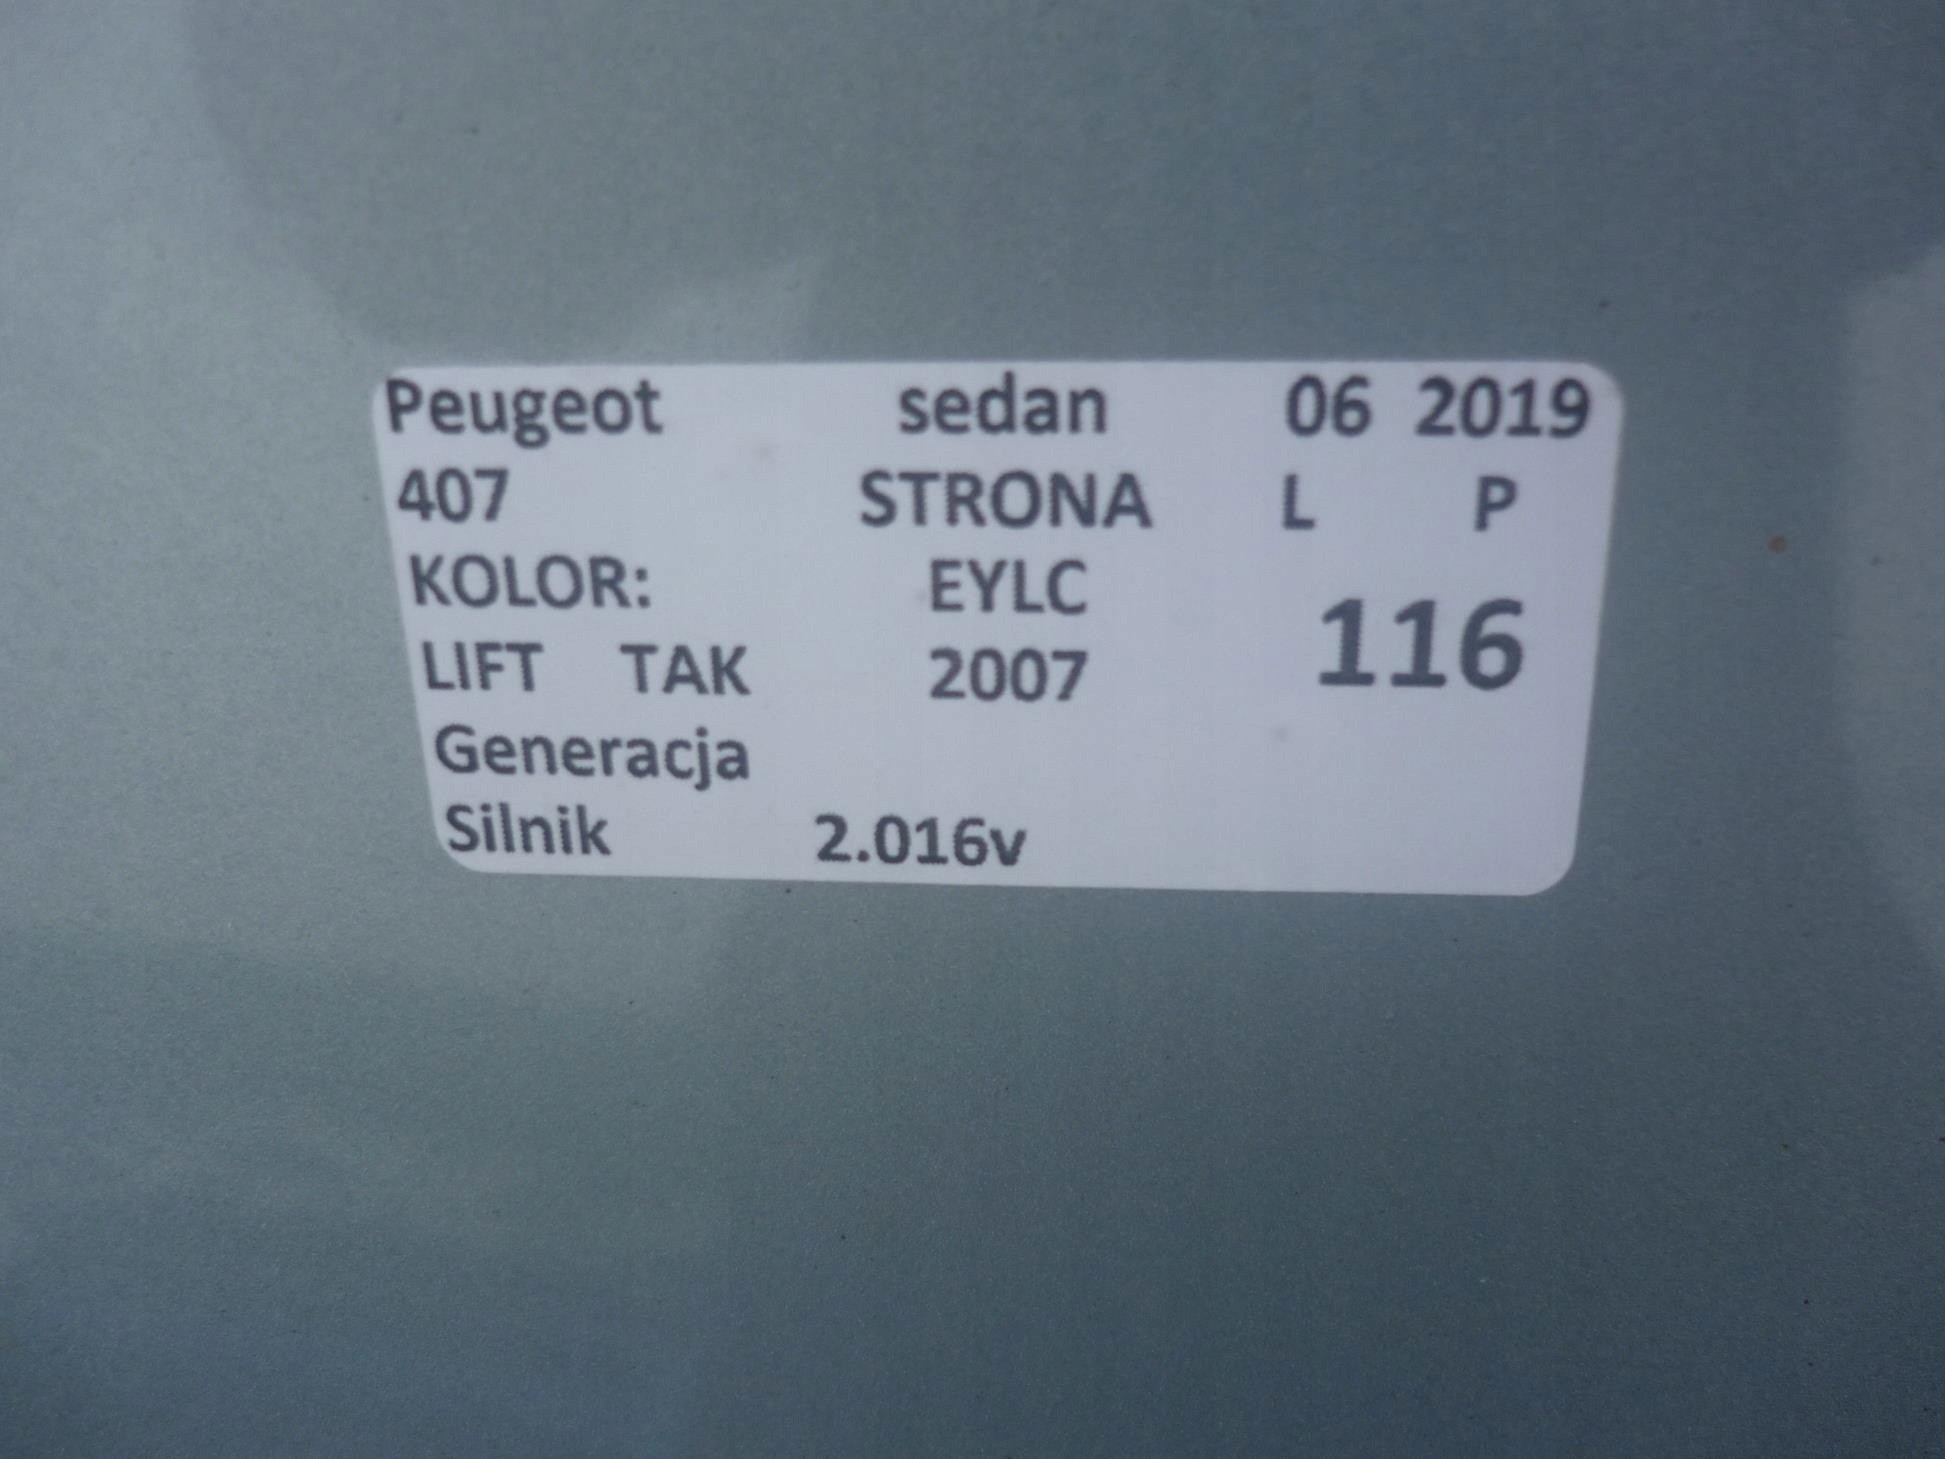 Peugeot sedan 06 2019
407 STRONA L P
KOLOR: EYLC
116
LIFT TAK 2007
Generacja
Silnik 2.016v